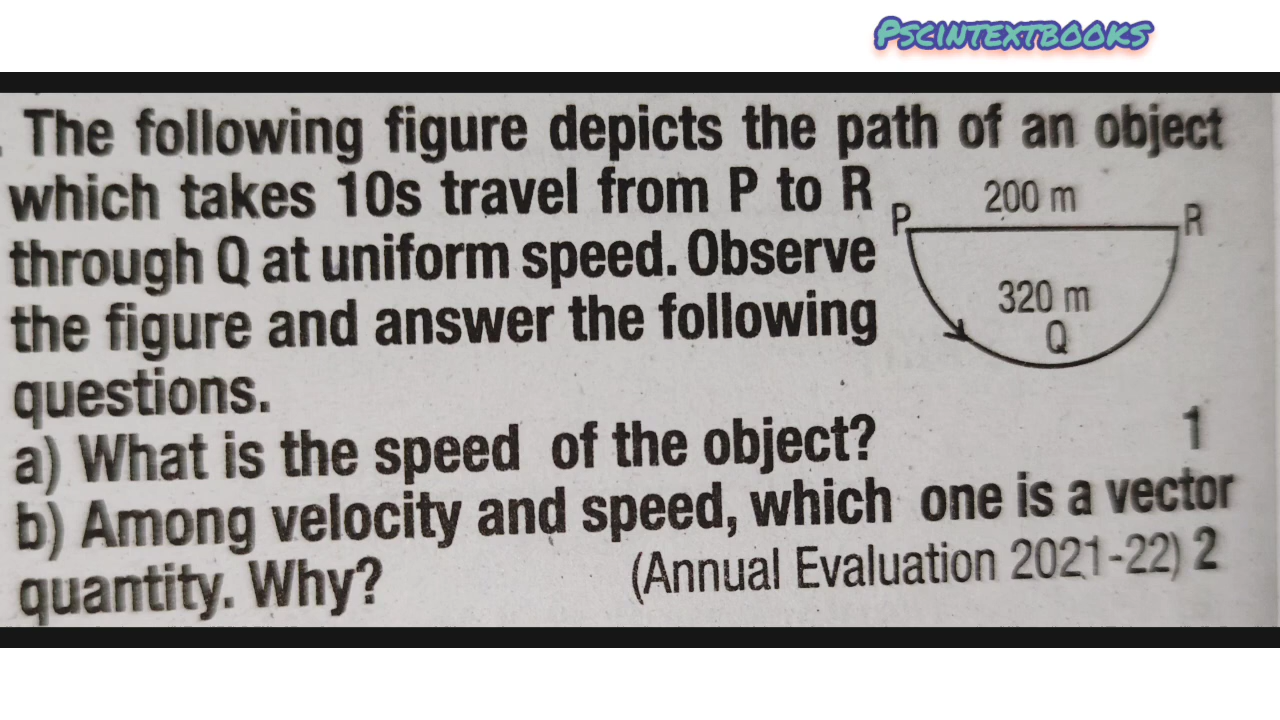 PSCINTEXTBOOKS
. The following figure depicts the path of an object
which takes 10s travel from P to R
through Q at uniform speed. Observe
the figure and answer the following
questions.
P 200 m R
320 m
Q
a) What is the speed of the object? 1
b) Among velocity and speed, which one is a vector
quantity. Why? (Annual Evaluation 2021-22) 2